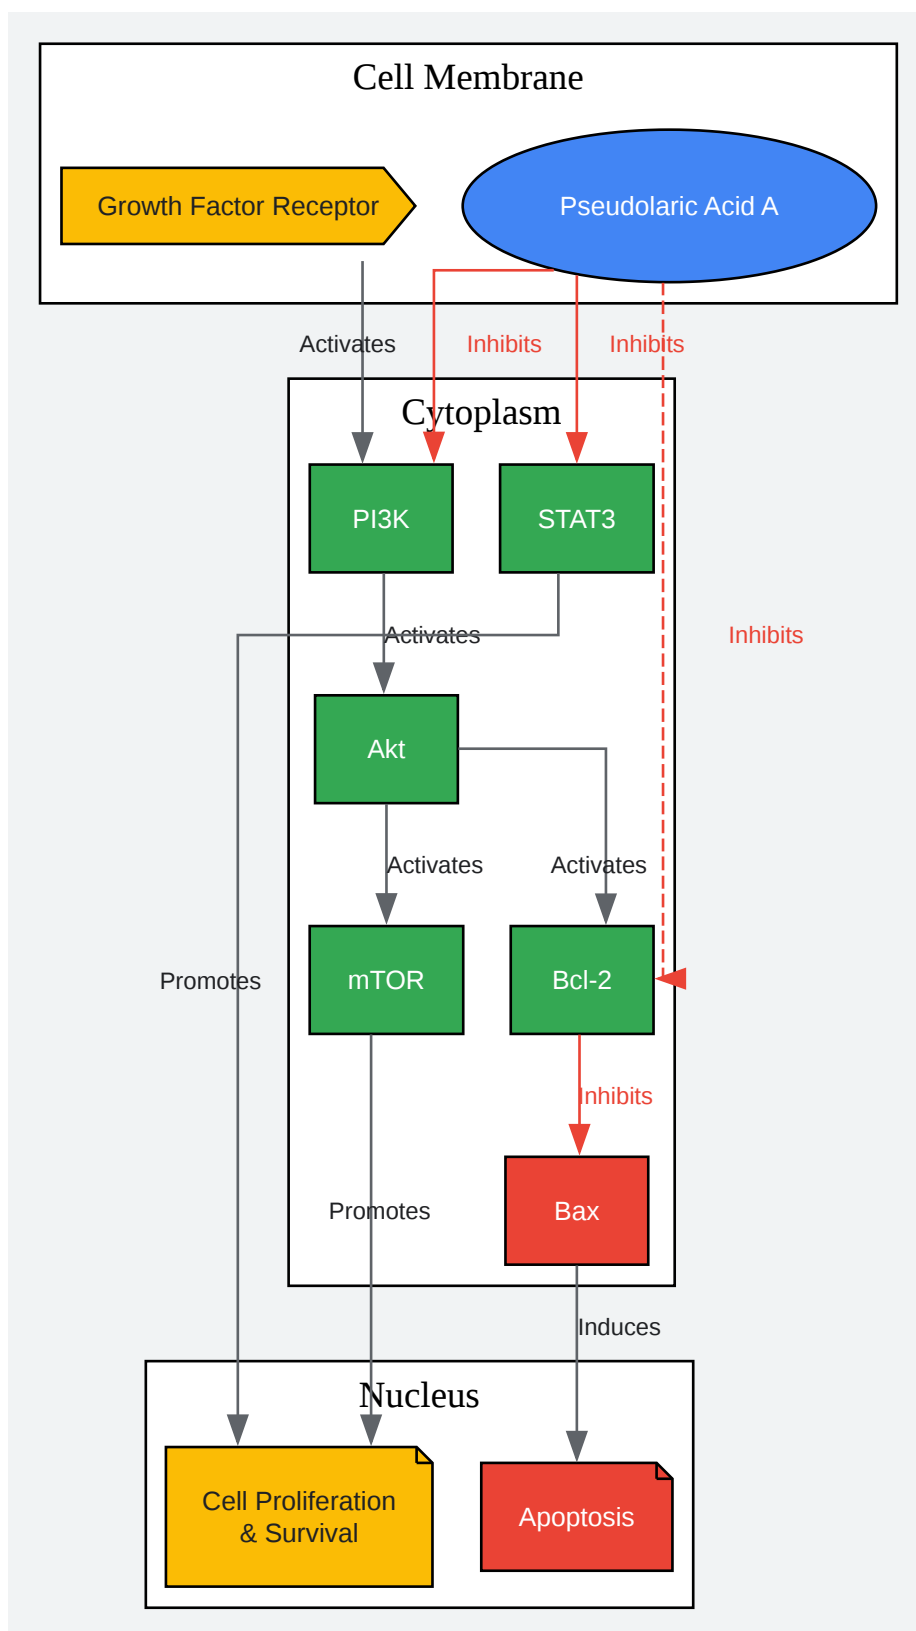 Cell Membrane
Growth Factor Receptor
Pseudolaric Acid A
Activates
Inhibits
Inhibits
Cytoplasm
PI3K
STAT3
Activates
Inhibits
Akt
Activates
Activates
mTOR
Bcl-2
Promotes
Inhibits
Promotes
Bax
Induces
Nucleus
Cell Proliferation
& Survival
Apoptosis